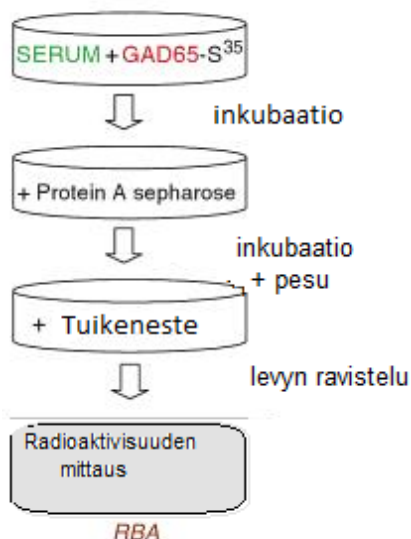 SERUM + GAD65-S35
inkubaatio
+ Protein A sepharose
inkubaatio
+ pesu
+ Tuikeneste
levyn ravistelu
Radioaktivisuuden
mittaus
RBA